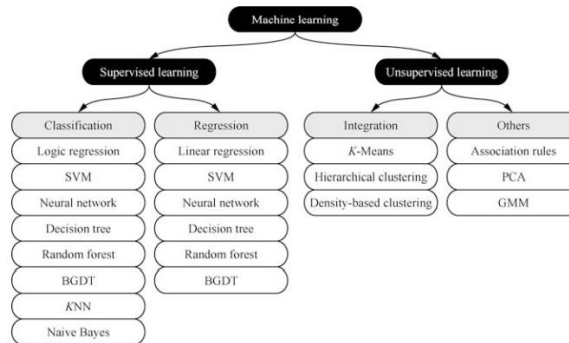 Machine learning
Supervised learning
Unsupervised learning
Classification
Logic regression
SVM
Neural network
Decision tree
Random forest
BGDT
KNN
Naive Bayes
Regression
Linear regression
SVM
Neural network
Decision tree
Random forest
BGDT
Integration
K-Means
Hierarchical clustering
Density-based clustering
Others
Association rules
PCA
GMM